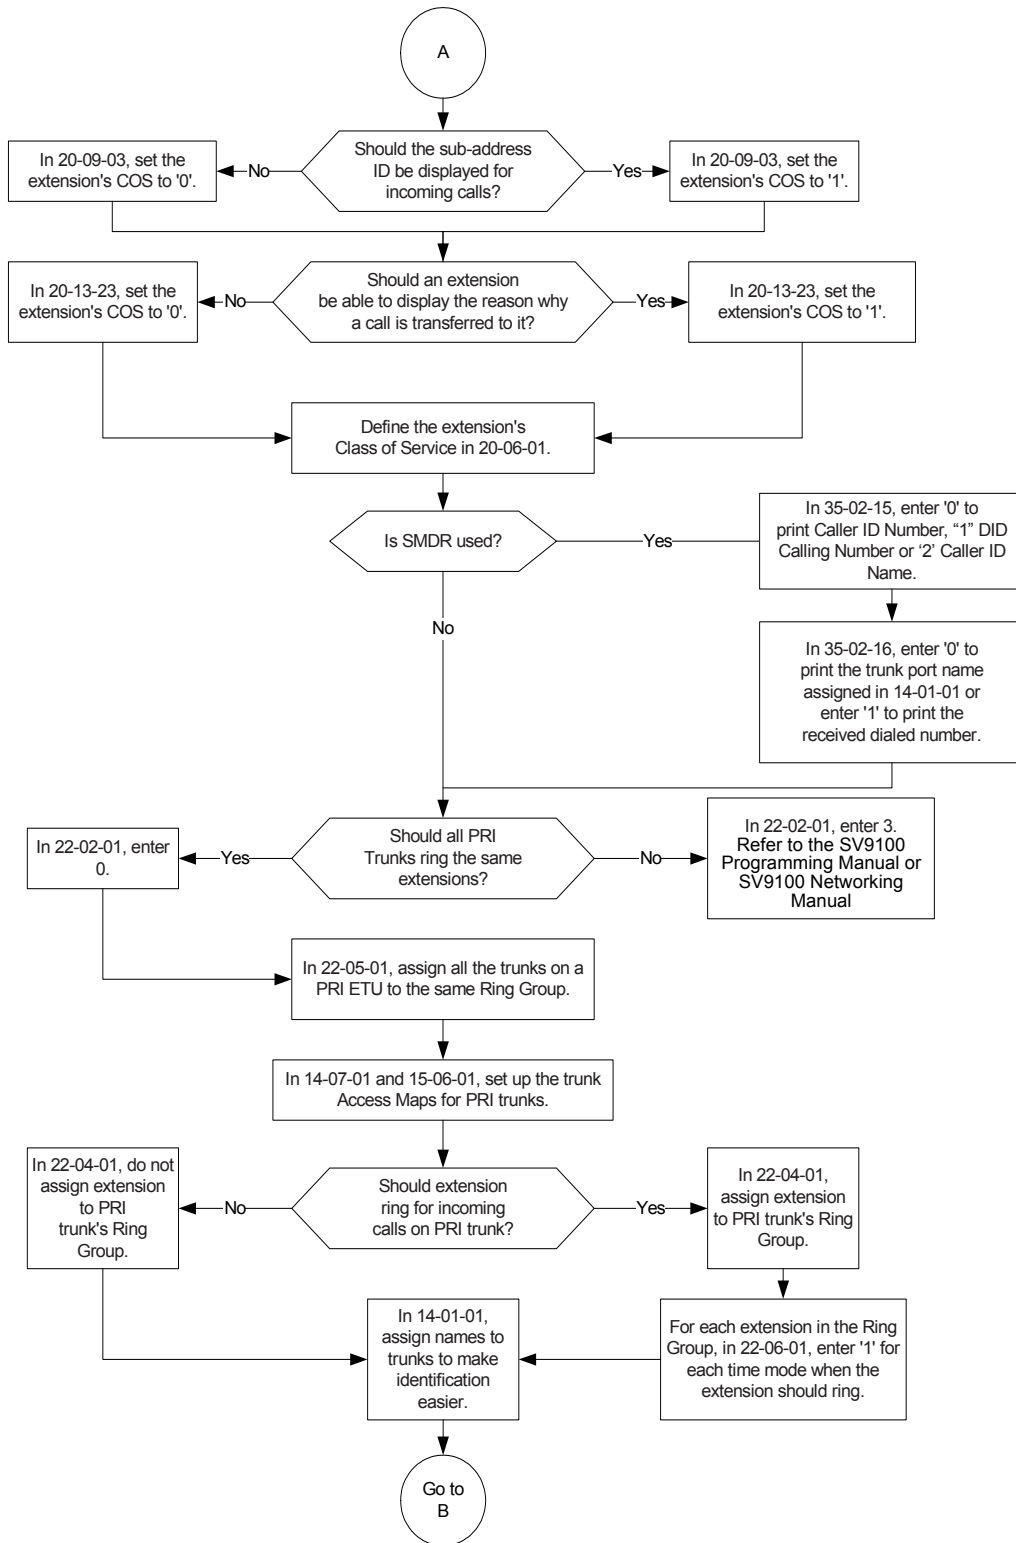 A
Should the sub-address
ID be displayed for
incoming calls?
No
Yes
In 20-09-03, set the
extension's COS to '0'.
In 20-09-03, set the
extension's COS to '1'.
Should an extension
be able to display the reason why
a call is transferred to it?
No
Yes
In 20-13-23, set the
extension's COS to '0'.
In 20-13-23, set the
extension's COS to '1'.
Define the extension's
Class of Service in 20-06-01.
Is SMDR used?
Yes
No
In 35-02-15, enter '0' to
print Caller ID Number, “1” DID
Calling Number or ‘2’ Caller ID
Name.
In 35-02-16, enter '0' to
print the trunk port name
assigned in 14-01-01 or
enter '1' to print the
received dialed number.
Should all PRI
Trunks ring the same
extensions?
Yes
No
In 22-02-01, enter
0.
In 22-02-01, enter 3.
Refer to the SV9100
Programming Manual or
SV9100 Networking
Manual
In 22-05-01, assign all the trunks on a
PRI ETU to the same Ring Group.
In 14-07-01 and 15-06-01, set up the trunk
Access Maps for PRI trunks.
Should extension
ring for incoming
calls on PRI trunk?
No
Yes
In 22-04-01, do not
assign extension
to PRI
trunk's Ring
Group.
In 22-04-01,
assign extension
to PRI trunk's Ring
Group.
For each extension in the Ring
Group, in 22-06-01, enter '1' for
each time mode when the
extension should ring.
In 14-01-01,
assign names to
trunks to make
identification
easier.
Go to
B